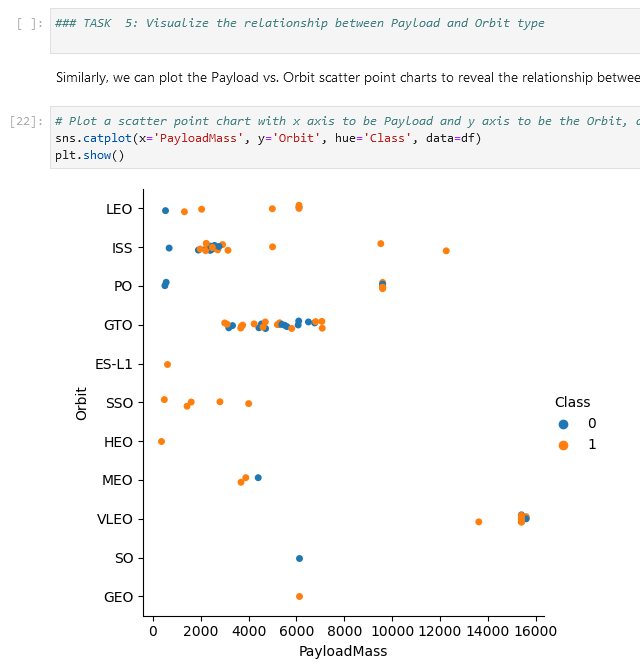 [ ]: ### TASK  5: Visualize the relationship between Payload and Orbit type
Similarly, we can plot the Payload vs. Orbit scatter point charts to reveal the relationship
[22]: # Plot a scatter point chart with x axis to be Payload and y axis to be the Orbit,
sns.catplot(x='PayloadMass', y='Orbit', hue='Class', data=df)
plt.show()
LEO
ISS
PO
GTO
ES-L1
SSO
HEO
MEO
VLEO
SO
GEO
Orbit
Class
0
1
0 2000 4000 6000 8000 10000 12000 14000 16000
PayloadMass